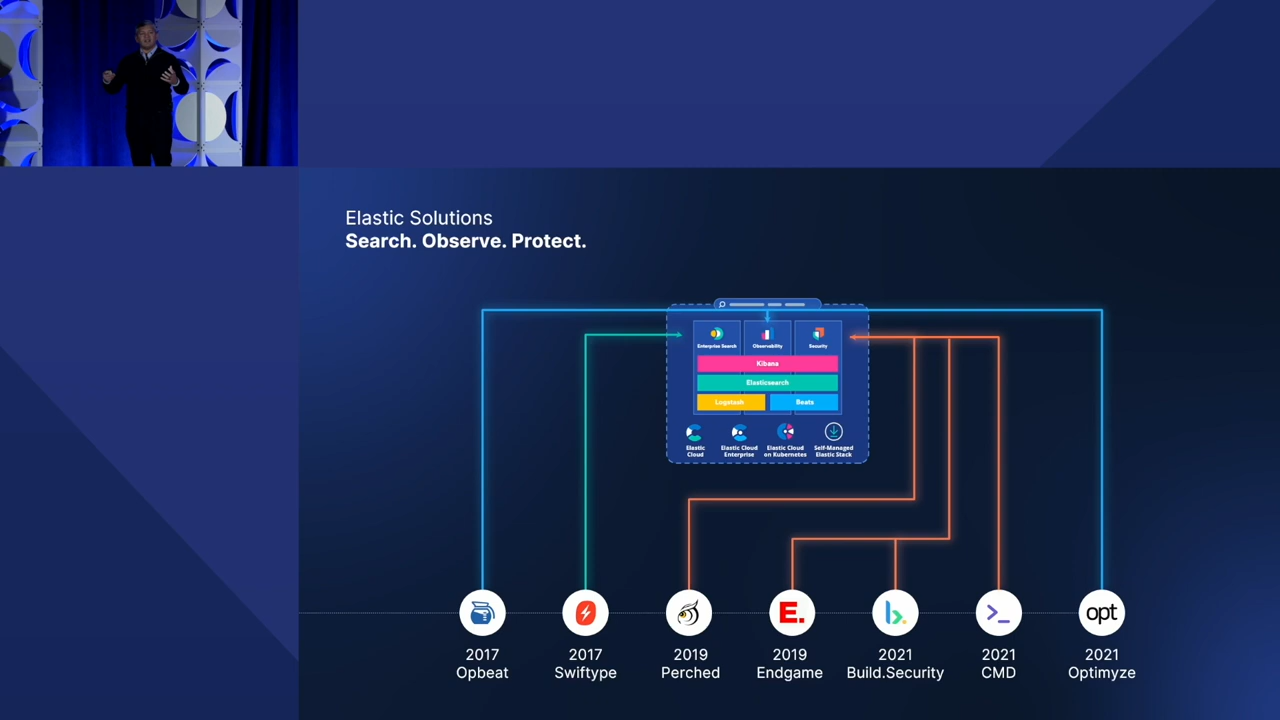 Elastic Solutions
Search. Observe. Protect.
Enterprise Search
Observability
Security
Kibana
Elasticsearch
Logstash
Beats
Elastic
Cloud
Elastic Cloud
Enterprise
Elastic Cloud
on Kubernetes
Self-Managed
Elastic Stack
E.
b.
>_
opt
2017
Opbeat
2017
Swiftype
2019
Perched
2019
Endgame
2021
Build.Security
2021
CMD
2021
Optimyze